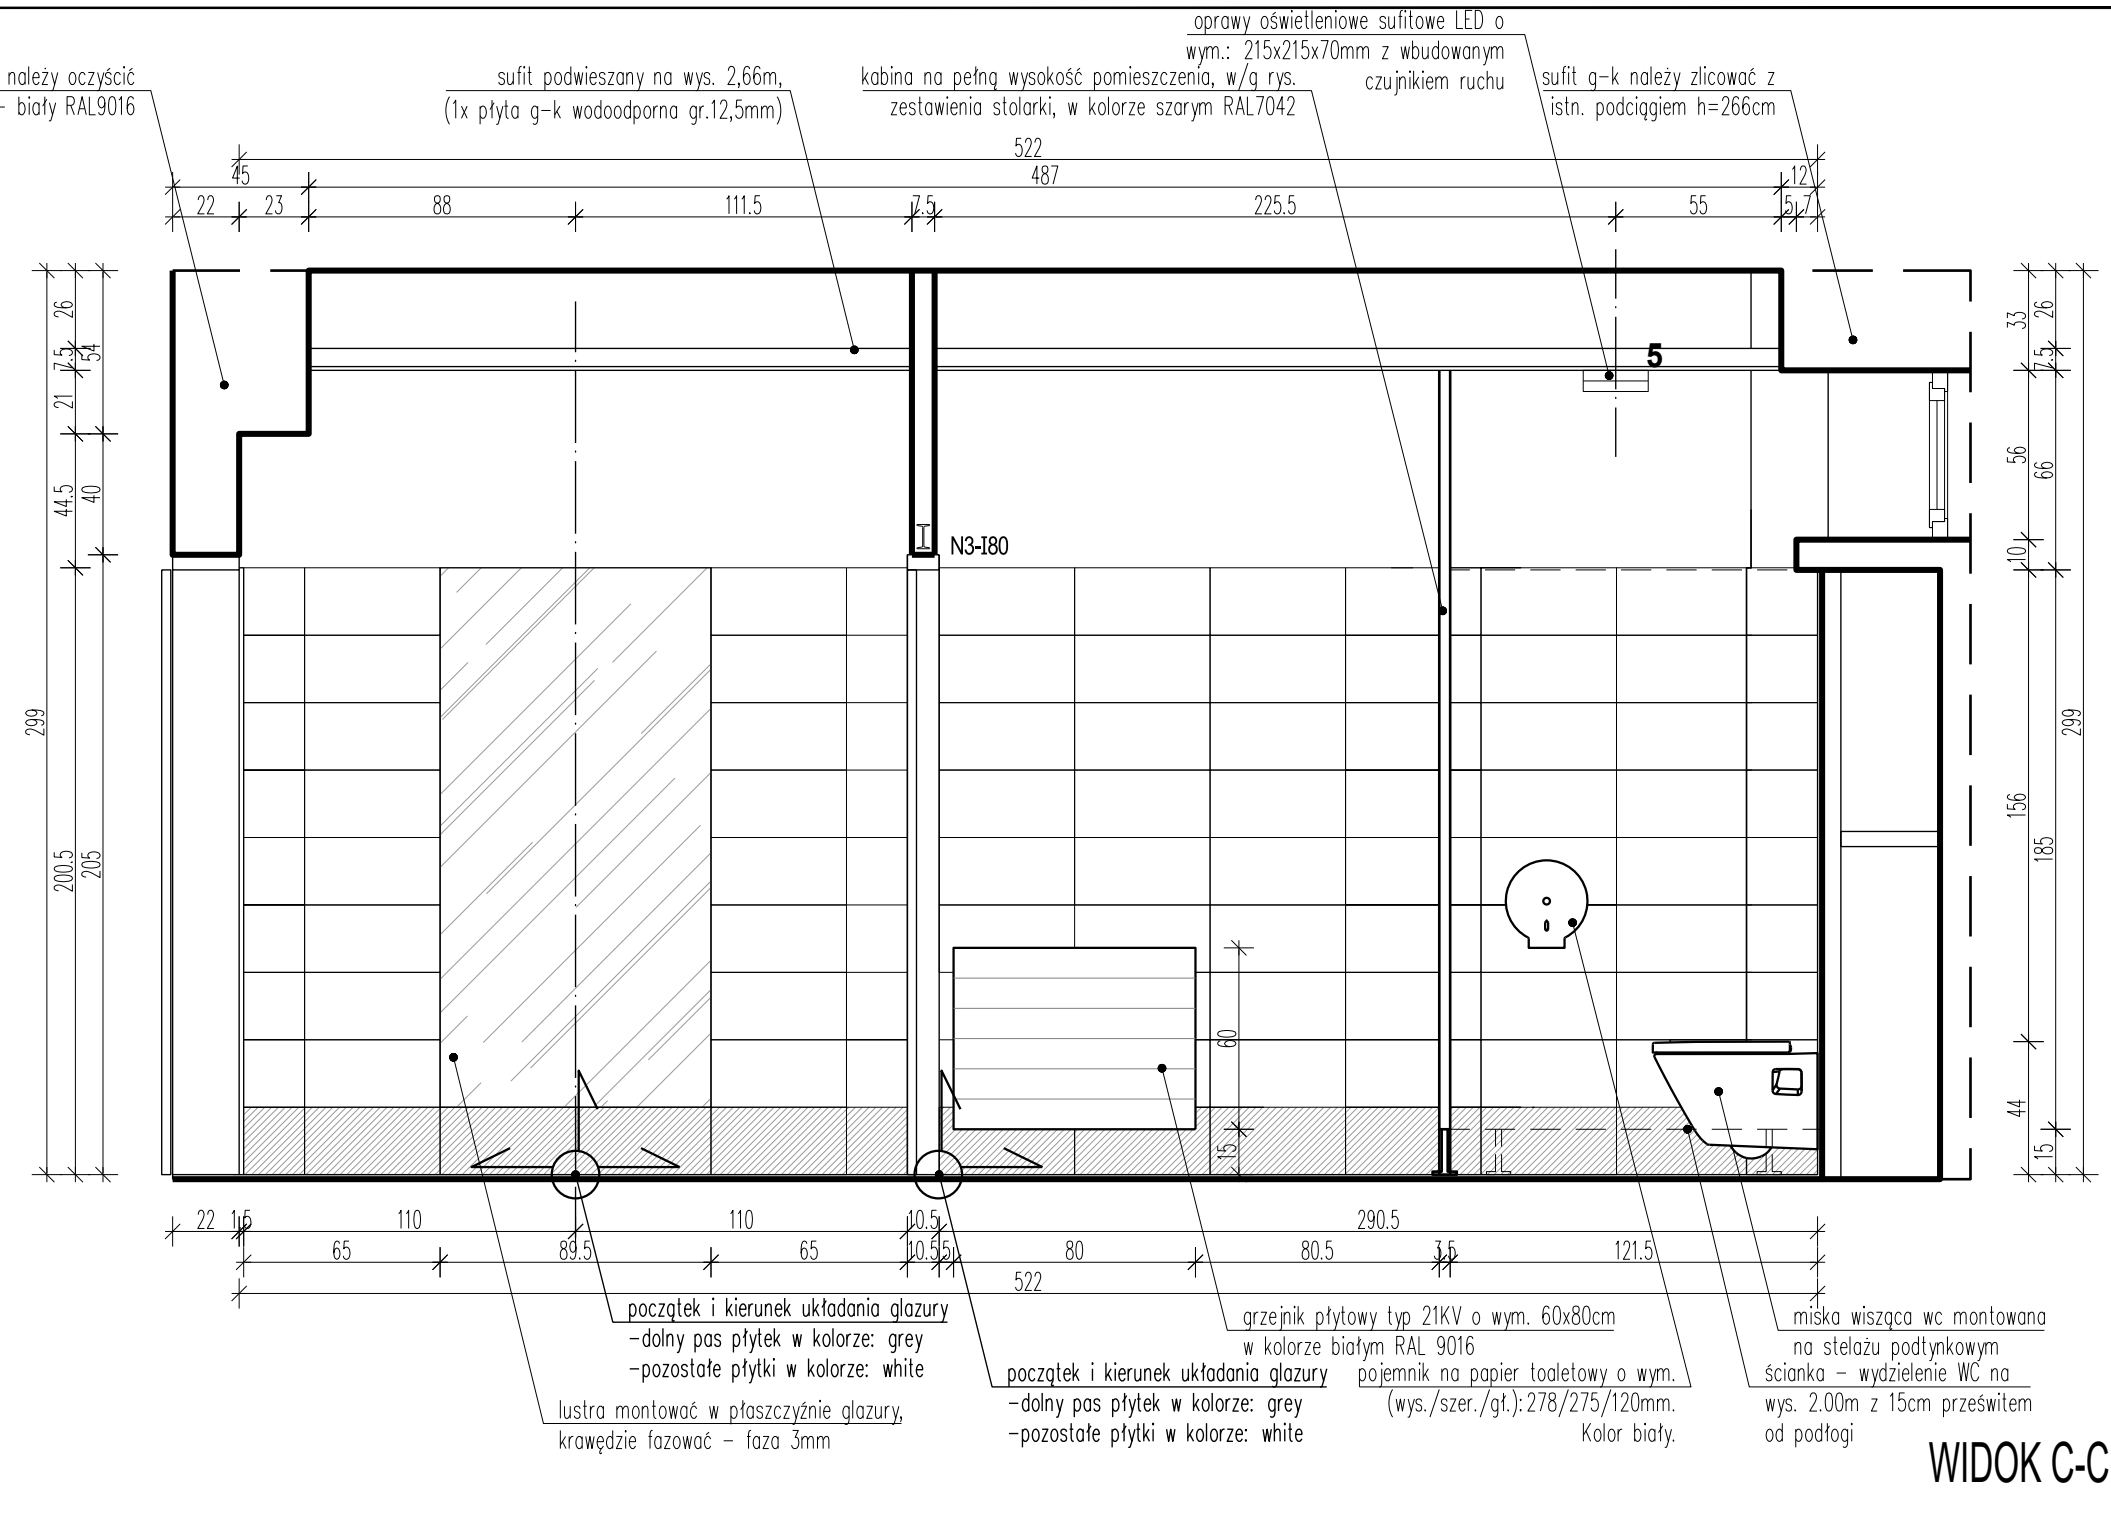 oprawy oświetleniowe sufitowe LED o
wym.: 215x215x70mm z wbudowanym
czujnikiem ruchu
należy oczyścić
- biały RAL9016
sufit podwieszany na wys. 2,66m,
(1x płyta g-k wodoodporna gr.12,5mm)
kabina na pełną wysokość pomieszczenia, w/g rys.
zestawienia stolarki, w kolorze szarym RAL7042
sufit g-k należy zlicować z
istn. podciągiem h=266cm
522
45 487 12
22 23 88 111.5 7.5 225.5 55 5 7
299
26 7.5 21 44.5 200.5
54 40 205
5
N3-I80
33 56 10 156 44
26 7.5 66 185 15
299
60
15
22 1.5 110 110 10.5 290.5
65 89.5 65 10.5 5 80 80.5 3.5 121.5
522
początek i kierunek układania glazury
-dolny pas płytek w kolorze: grey
-pozostałe płytki w kolorze: white
lustra montować w płaszczyźnie glazury,
krawędzie fazować - faza 3mm
początek i kierunek układania glazury
-dolny pas płytek w kolorze: grey
-pozostałe płytki w kolorze: white
grzejnik płytowy typ 21KV o wym. 60x80cm
w kolorze białym RAL 9016
pojemnik na papier toaletowy o wym.
(wys./szer./gł.):278/275/120mm.
Kolor biały.
miska wisząca wc montowana
na stelażu podtynkowym
ścianka - wydzielenie WC na
wys. 2.00m z 15cm prześwitem
od podłogi
WIDOK C-C